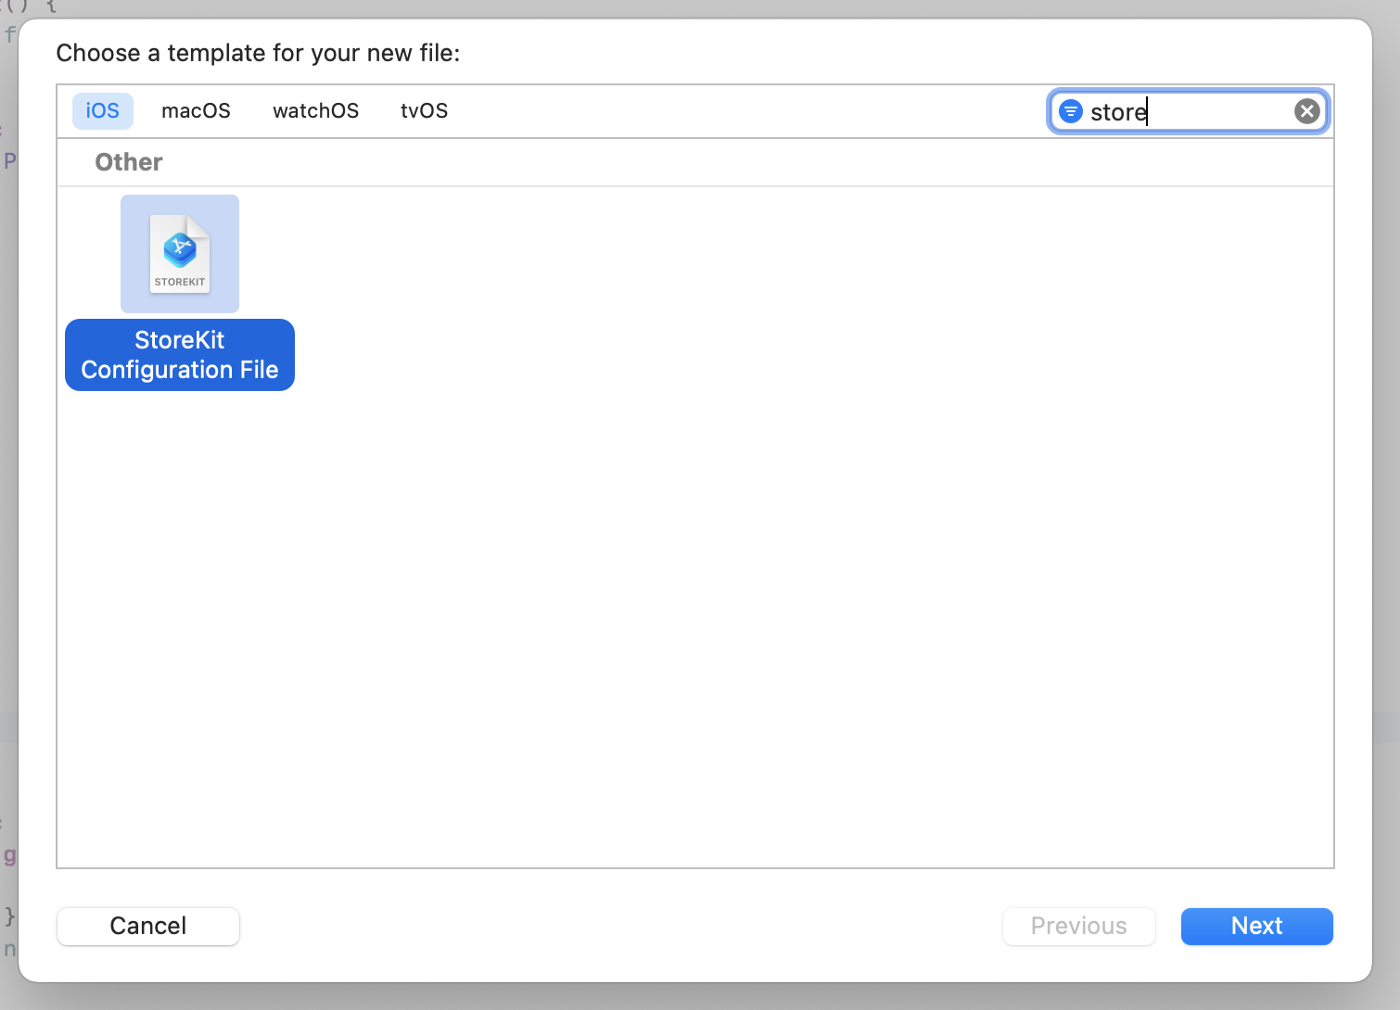 () {
f
Choose a template for your new file:
iOS macOS watchOS tvOS store
P
Other
STOREKIT
StoreKit
Configuration File
g
}
n
Cancel Previous Next